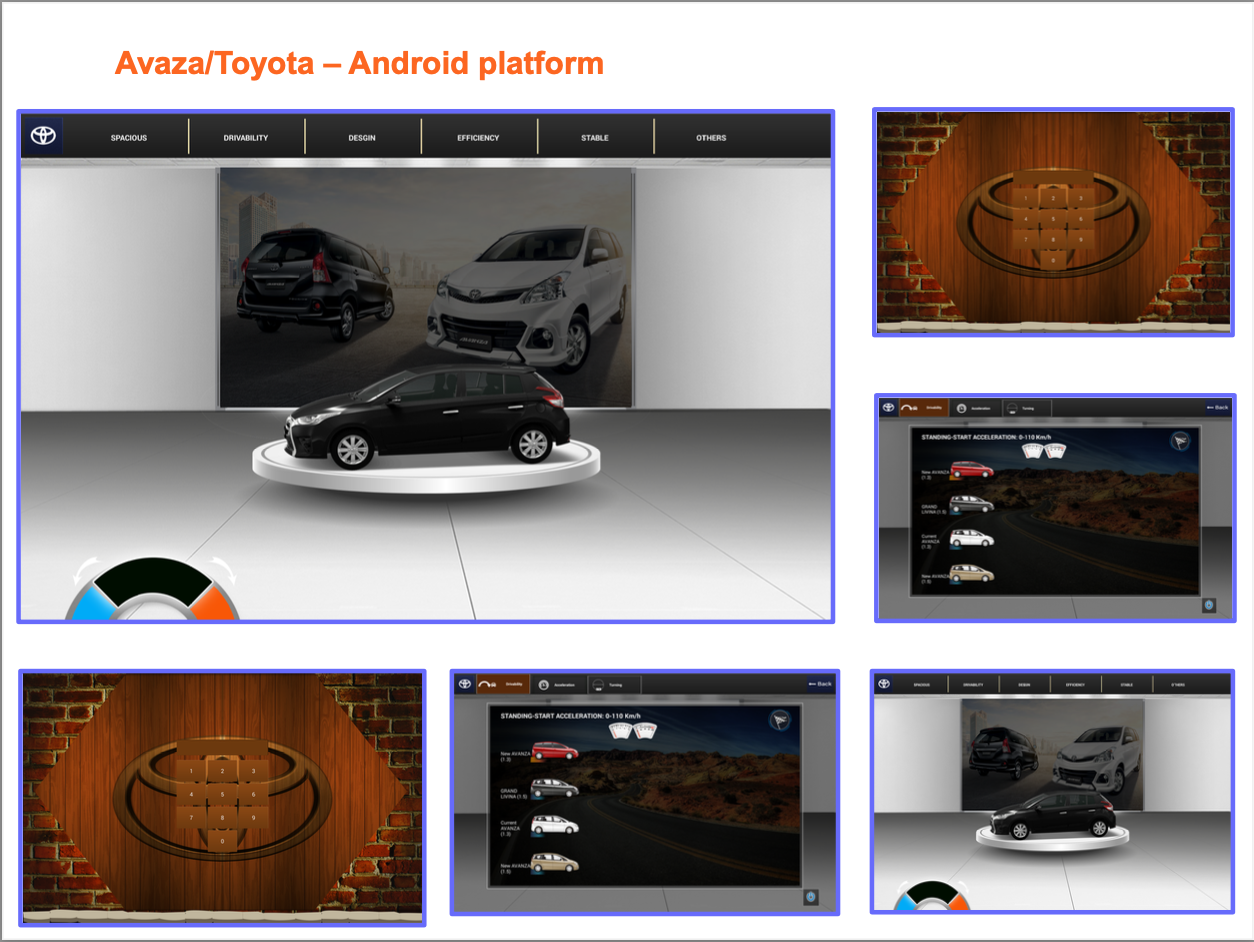 Avaza/Toyota – Android platform
SPACIOUS
DRIVABILITY
DESGIN
EFFICIENCY
STABLE
OTHERS
AVANZA
1 2 3
4 5 6
7 8 9
0
Drivability
Acceleration
Turning
Back
STANDING-START ACCELERATION: 0-110 Km/h
New AVANZA
(1.3)
GRAND
LIVINA (1.5)
Current
AVANZA
(1.3)
New AVANZA
(1.5)
1 2 3
4 5 6
7 8 9
0
Drivability
Acceleration
Turning
Back
STANDING-START ACCELERATION: 0-110 Km/h
New AVANZA
(1.3)
GRAND
LIVINA (1.5)
Current
AVANZA
(1.3)
New AVANZA
SPACIOUS
DRIVABILITY
DESGIN
EFFICIENCY
STABLE
OTHERS